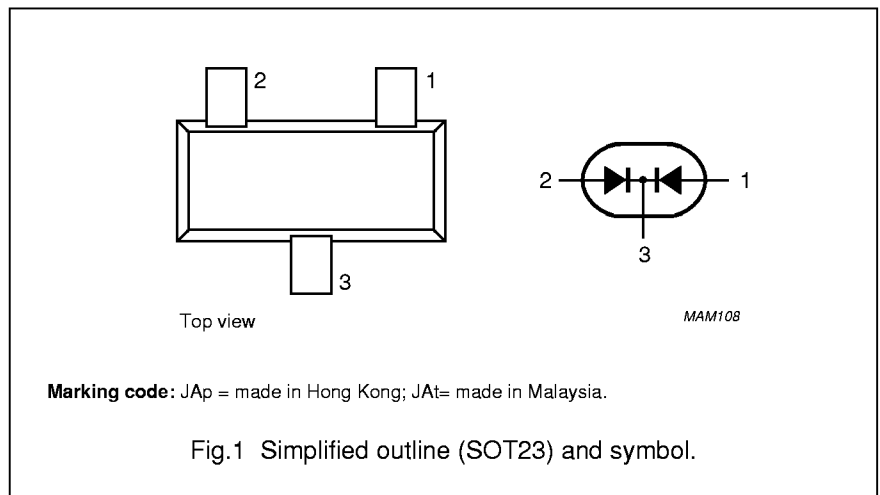 2
1
3
Top view
2
1
3
MAM108
Marking code: JAp = made in Hong Kong; JAt= made in Malaysia.
Fig.1 Simplified outline (SOT23) and symbol.